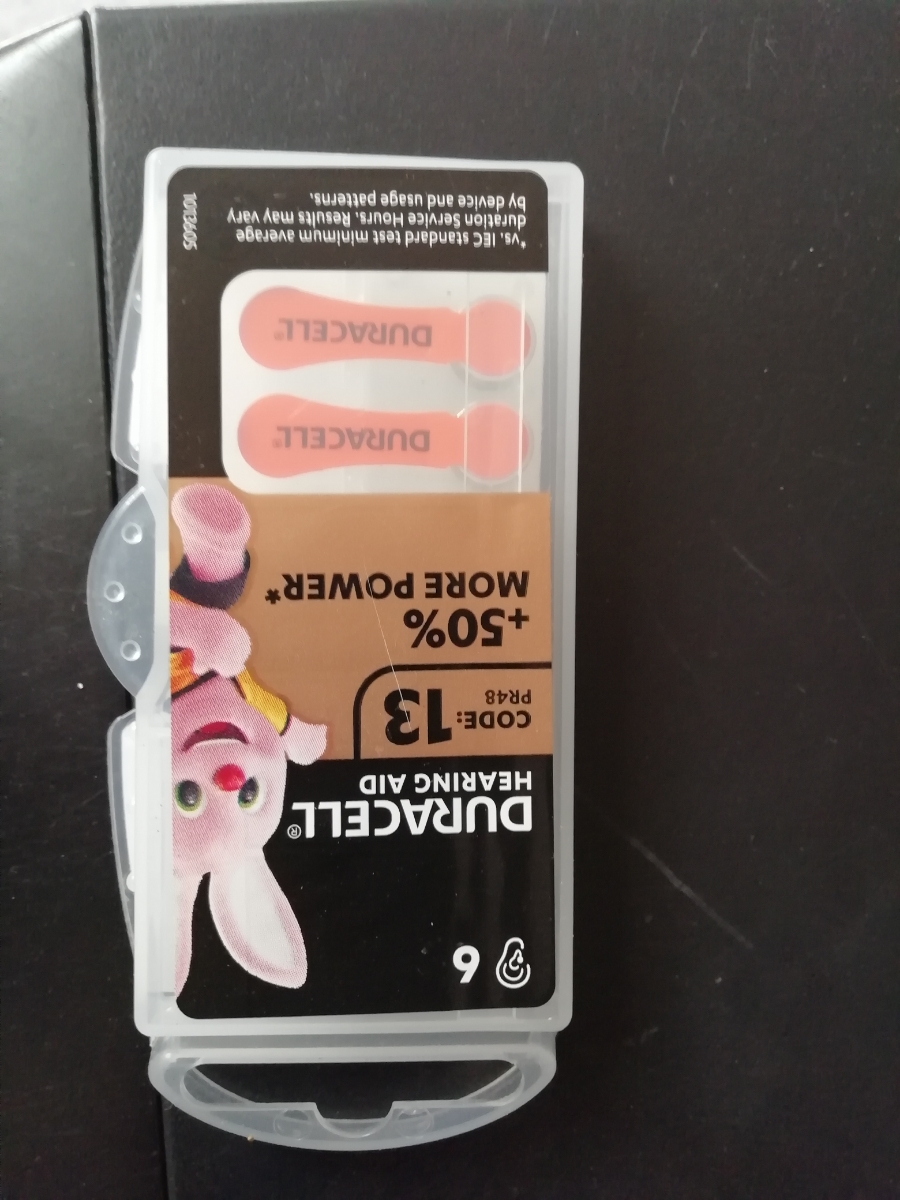 6
DURACELL®
HEARING AID
CODE: 13
PR48
+50%
MORE POWER*
DURACELL®
DURACELL®
*vs. IEC standard test minimum average
duration Service Hours. Results may vary
by device and usage patterns.